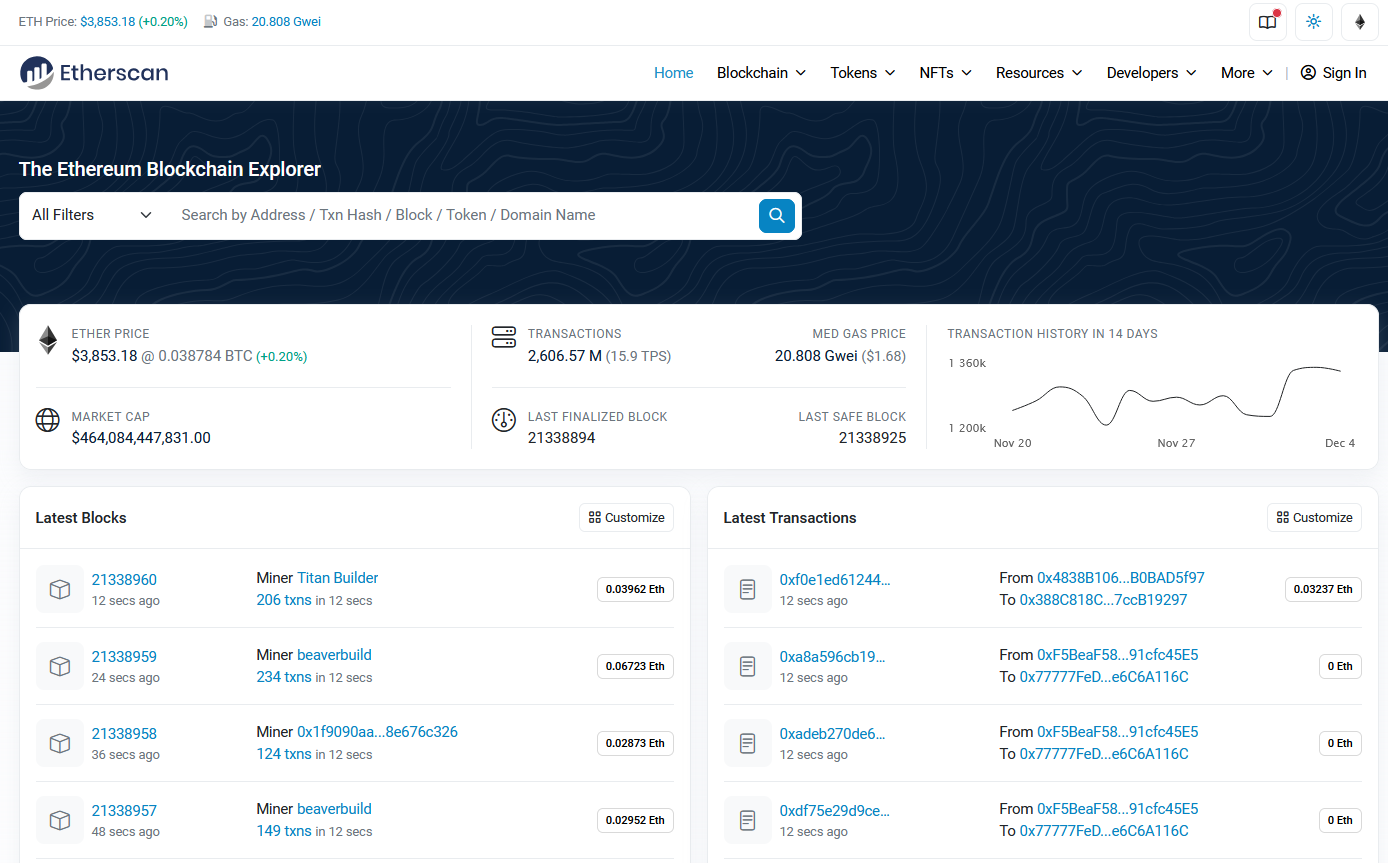 ETH Price: $3,853.18 (+0.20%) Gas: 20.808 Gwei
Etherscan
Home Blockchain Tokens NFTs Resources Developers More | Sign In
The Ethereum Blockchain Explorer
All Filters Search by Address / Txn Hash / Block / Token / Domain Name
ETHER PRICE
$3,853.18 @ 0.038784 BTC (+0.20%)
MARKET CAP
$464,084,447,831.00
TRANSACTIONS
2,606.57 M (15.9 TPS)
MED GAS PRICE
20.808 Gwei ($1.68)
LAST FINALIZED BLOCK
21338894
LAST SAFE BLOCK
21338925
TRANSACTION HISTORY IN 14 DAYS
1 360k
1 200k
Nov 20 Nov 27 Dec 4
Latest Blocks
Customize
21338960
12 secs ago
Miner Titan Builder
206 txns in 12 secs
0.03962 Eth
21338959
24 secs ago
Miner beaverbuild
234 txns in 12 secs
0.06723 Eth
21338958
36 secs ago
Miner 0x1f9090aa...8e676c326
124 txns in 12 secs
0.02873 Eth
21338957
48 secs ago
Miner beaverbuild
149 txns in 12 secs
0.02952 Eth
Latest Transactions
Customize
0xf0e1ed61244...
12 secs ago
From 0x4838B106...B0BAD5f97
To 0x388C818C...7ccB19297
0.03237 Eth
0xa8a596cb19...
12 secs ago
From 0xF5BeaF58...91cfc45E5
To 0x77777FeD...e6C6A116C
0 Eth
0xadeb270de6...
12 secs ago
From 0xF5BeaF58...91cfc45E5
To 0x77777FeD...e6C6A116C
0 Eth
0xdf75e29d9ce...
12 secs ago
From 0xF5BeaF58...91cfc45E5
To 0x77777FeD...e6C6A116C
0 Eth